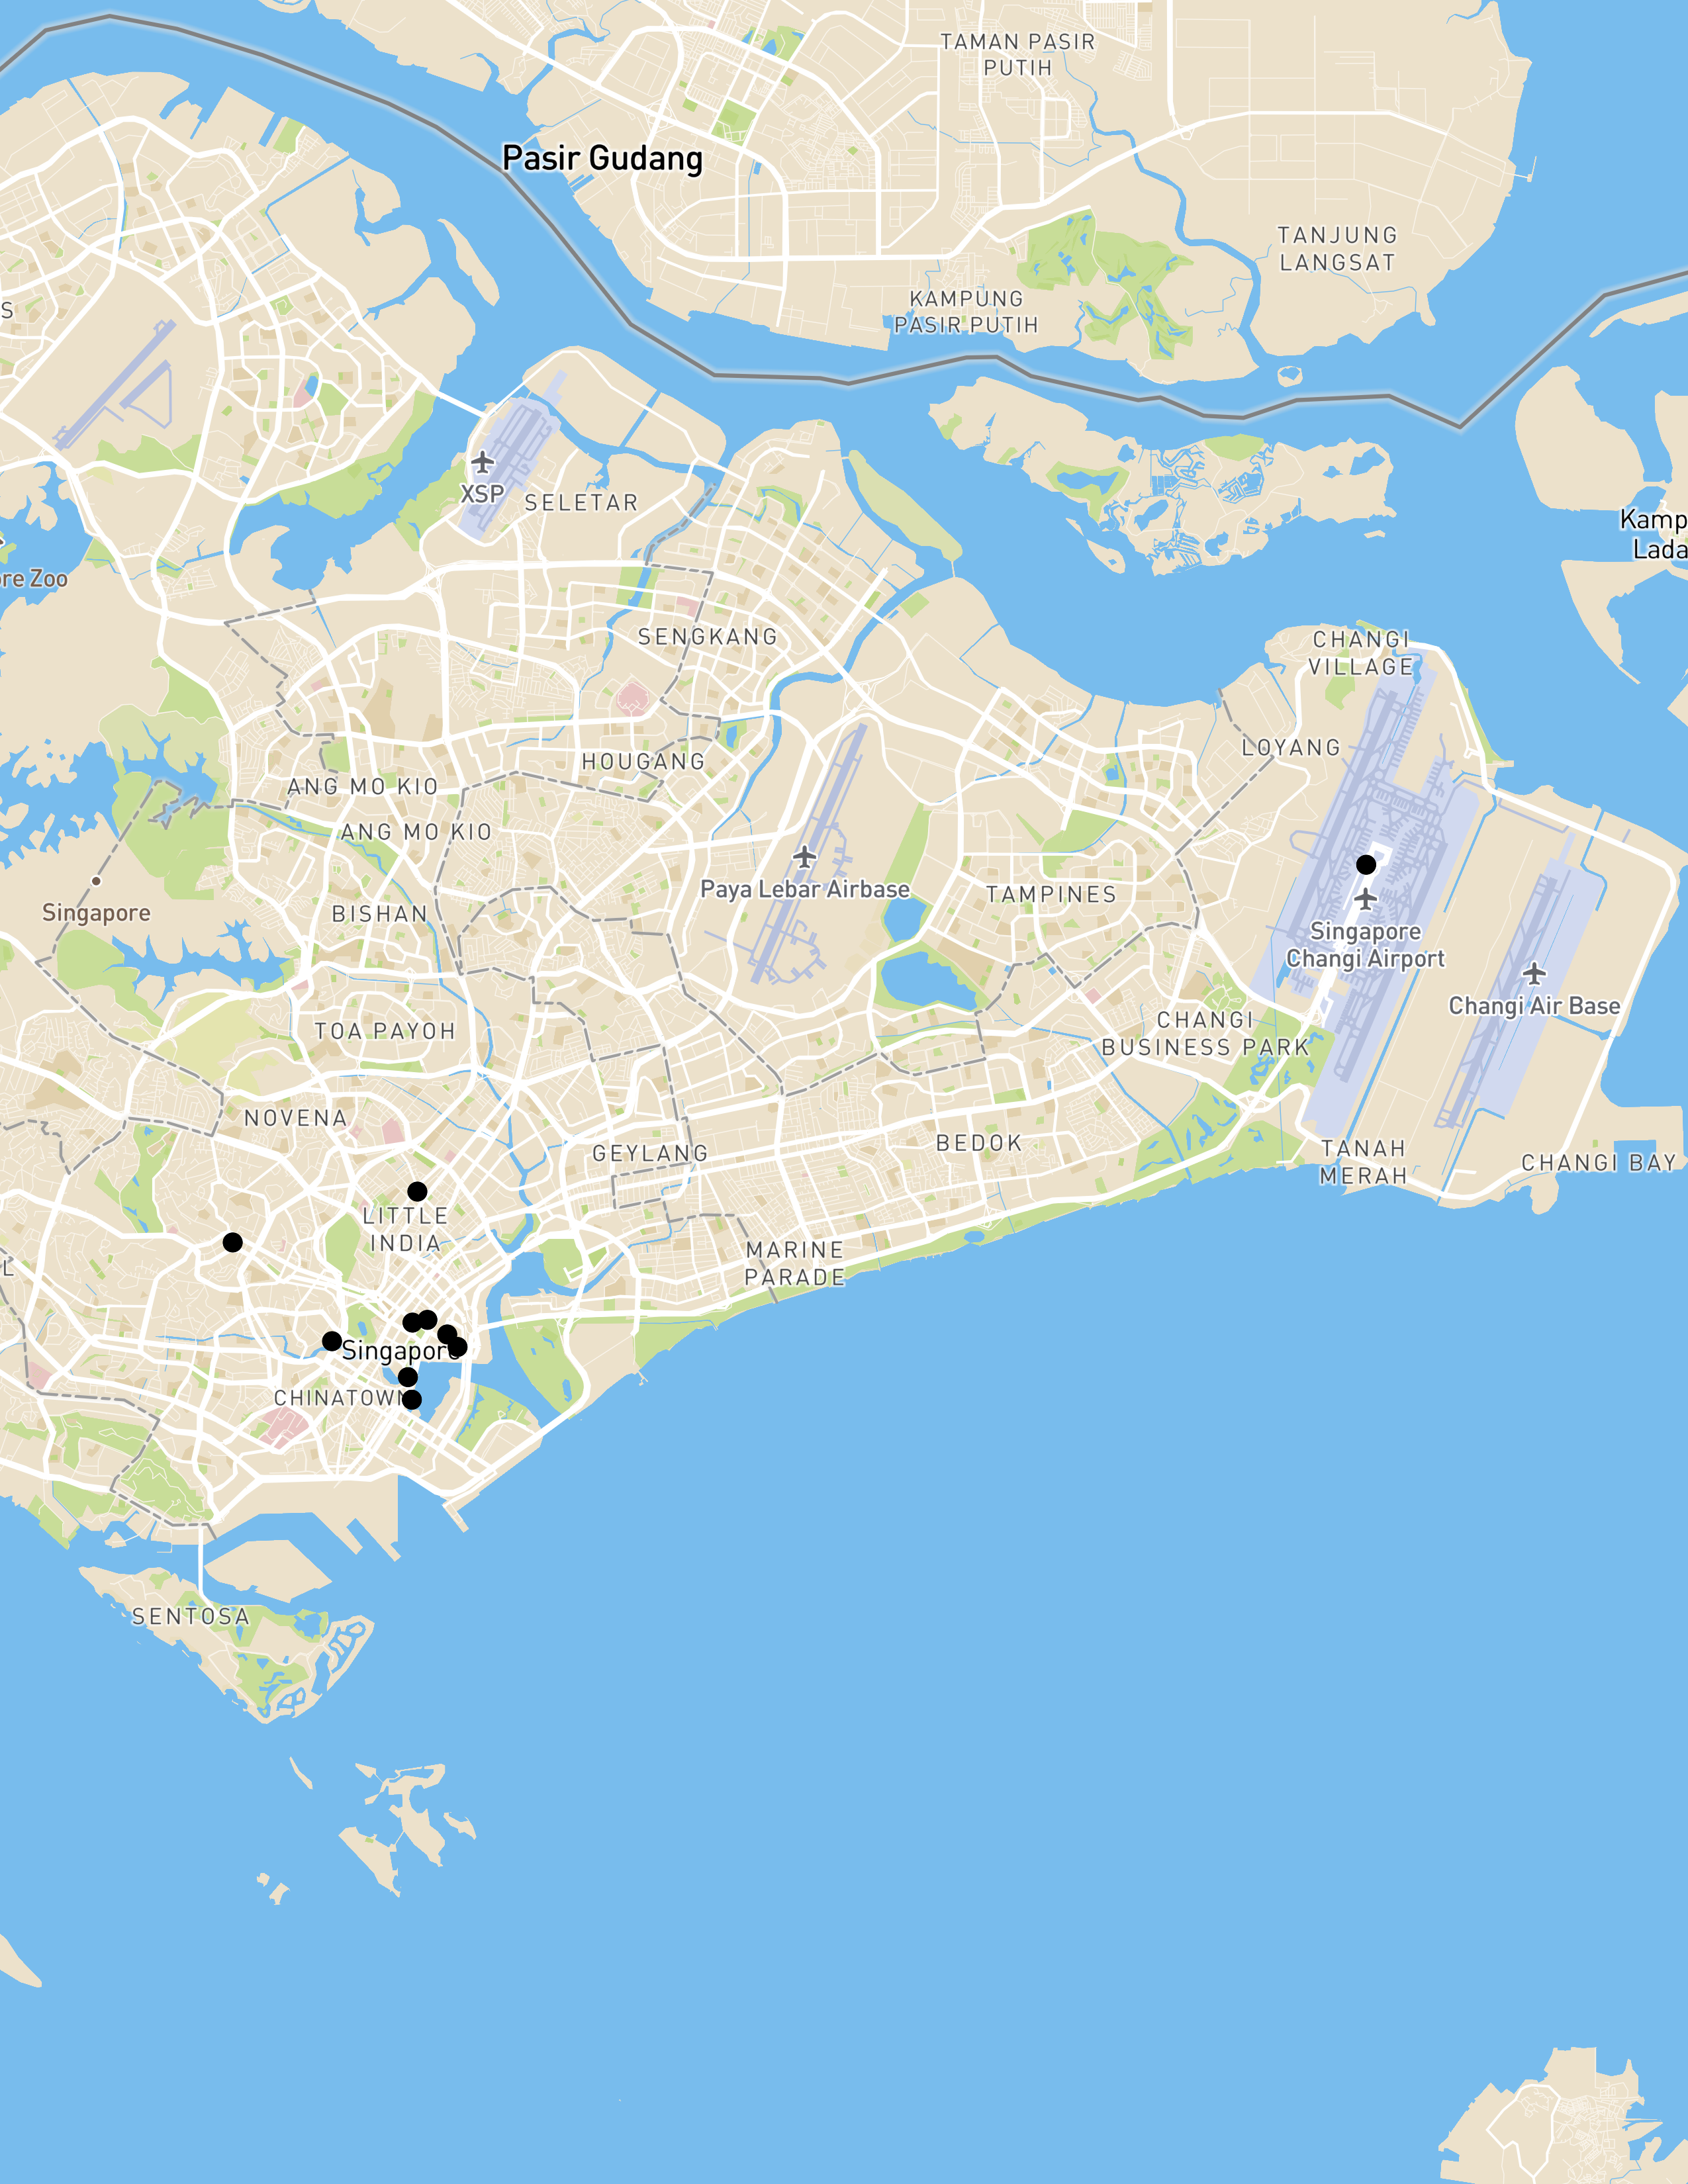 TAMAN PASIR
PUTIH
Pasir Gudang
TANJUNG
LANGSAT
S
KAMPUNG
PASIR PUTIH
XSP
SELETAR
Kamp
Lada
re Zoo
SENGKANG
CHANGI
VILLAGE
LOYANG
HOUGANG
ANG MO KIO
ANG MO KIO
Paya Lebar Airbase
TAMPINES
Singapore
BISHAN
Singapore
Changi Airport
Changi Air Base
TOA PAYOH
CHANGI
BUSINESS PARK
NOVENA
GEYLANG
BEDOK
TANAH
MERAH
CHANGI BAY
LITTLE
INDIA
L
MARINE
PARADE
Singapore
CHINATOWN
SENTOSA